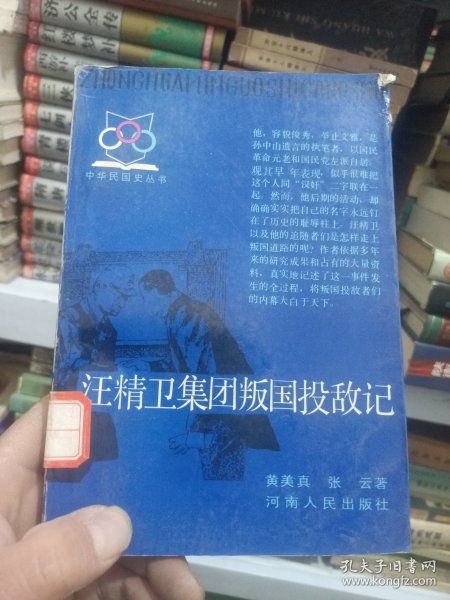 ZHONGHUAMINGUOSHICONGSHU
中华民国史丛书
他，容貌俊秀，举止文雅，是
孙中山遗言的执笔者，以国民
革命元老和国民党左派自居，
观其早年表现，似乎很难把
这个人同“汉奸”二字联在一
起。然而，他后期的活动，却
确确实实把自己的名字永远钉
在了历史的耻辱柱上。汪精卫
以及他的追随者们是怎样走上
叛国道路的呢？作者依据多年
来的研究成果和占有的大量资
料，真实地记述了这一事件发
生的全过程，将叛国投敌者们
的内幕大白于天下。
汪精卫集团叛国投敌记
黄美真 张云著
河南人民出版社
济公全传
红楼梦补
孔夫子旧书网
www.kongfz.com